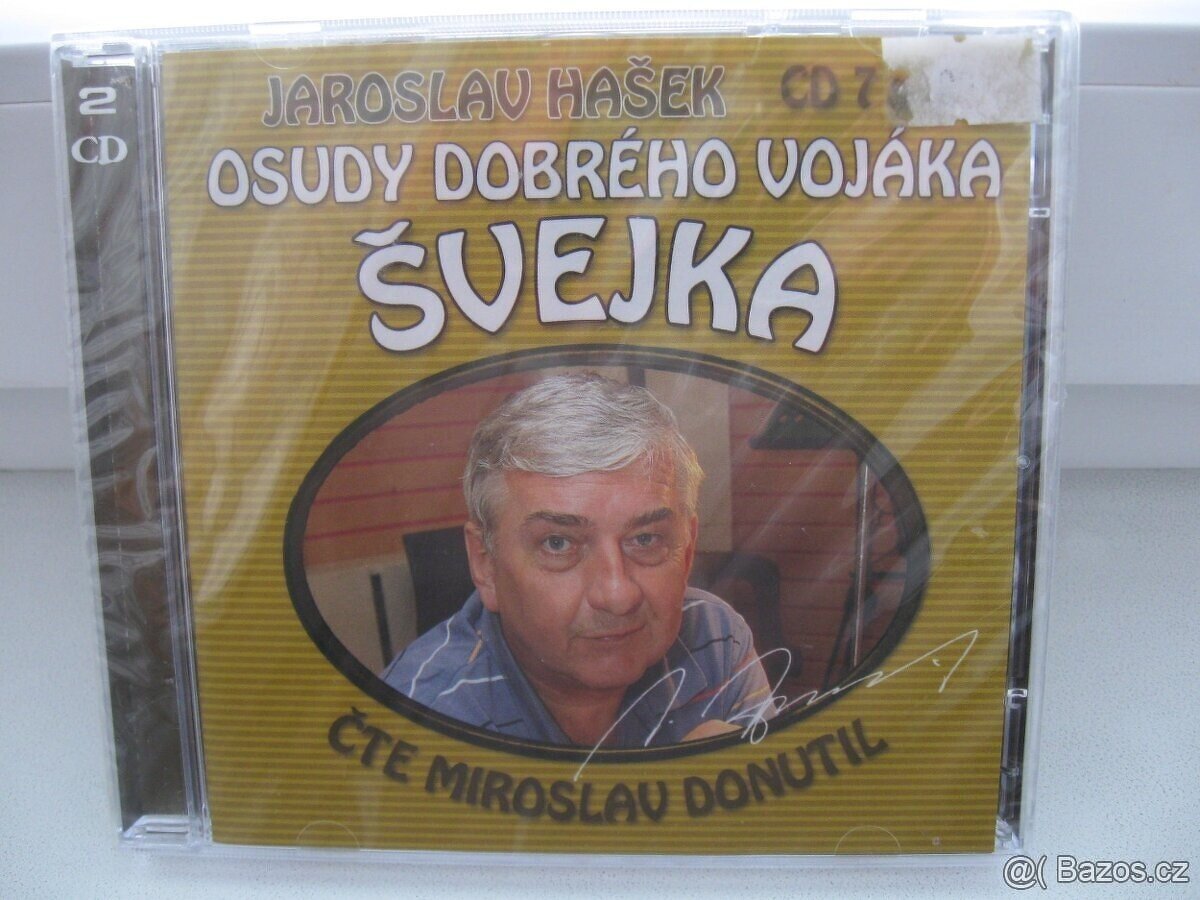 2
CD
JAROSLAV HAŠEK
CD 7
OSUDY DOBRÉHO VOJÁKA
ŠVEJKA
ČTE MIROSLAV DONUTIL
@( Bazos.cz